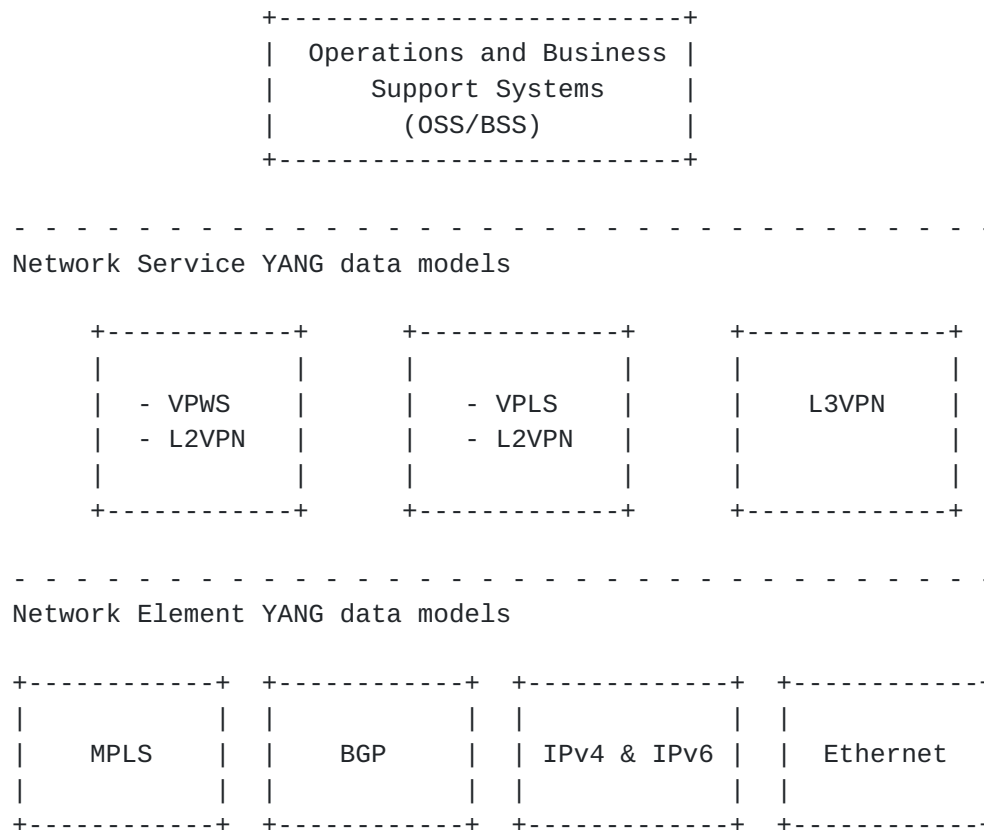 Operations and Business
Support Systems
(OSS/BSS)
Network Service YANG data models
- VPWS - VPLS L3VPN
- L2VPN - L2VPN
Network Element YANG data models
MPLS BGP IPv4 & IPv6 Ethernet